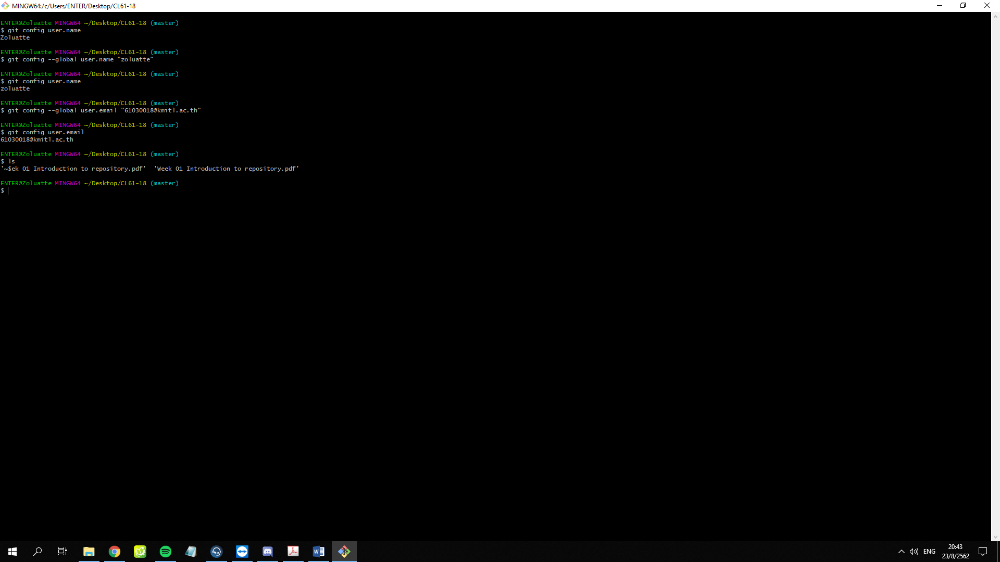 MINGW64:/c/Users/ENTER/Desktop/CL61-18
ENTER@Zoluatte MINGW64 ~/Desktop/CL61-18 (master)
$ git config user.name
Zoluatte
ENTER@Zoluatte MINGW64 ~/Desktop/CL61-18 (master)
$ git config --global user.name "zoluatte"
ENTER@Zoluatte MINGW64 ~/Desktop/CL61-18 (master)
$ git config user.name
zoluatte
ENTER@Zoluatte MINGW64 ~/Desktop/CL61-18 (master)
$ git config --global user.email "61030018@kmitl.ac.th"
ENTER@Zoluatte MINGW64 ~/Desktop/CL61-18 (master)
$ git config user.email
61030018@kmitl.ac.th
ENTER@Zoluatte MINGW64 ~/Desktop/CL61-18 (master)
$ ls
'~$ek 01 Introduction to repository.pdf'  'Week 01 Introduction to repository.pdf'
ENTER@Zoluatte MINGW64 ~/Desktop/CL61-18 (master)
$
ENG
20:43
23/8/2562